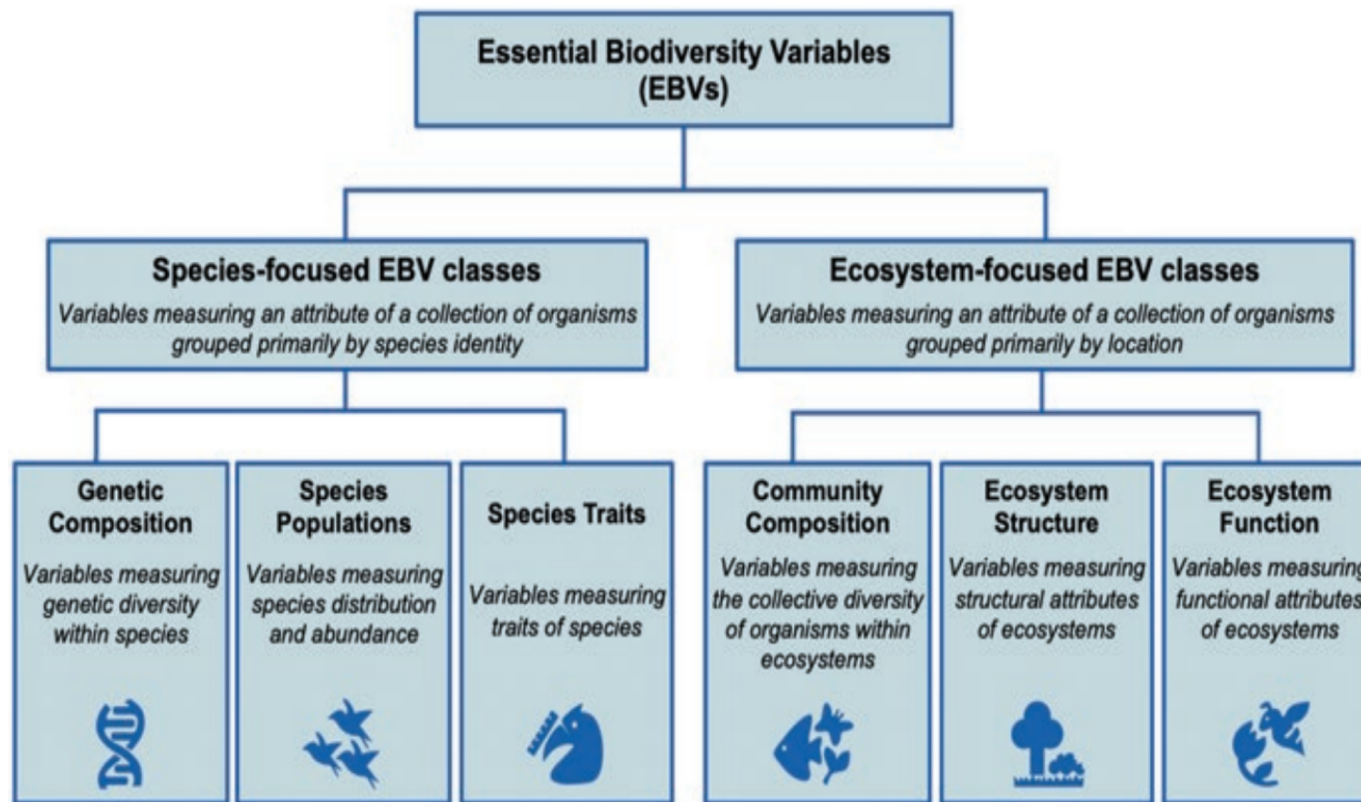 Essential Biodiversity Variables
(EBVs)
Species-focused EBV classes
Variables measuring an attribute of a collection of organisms
grouped primarily by species identity
Ecosystem-focused EBV classes
Variables measuring an attribute of a collection of organisms
grouped primarily by location
Genetic
Composition
Variables measuring
genetic diversity
within species
Species
Populations
Variables measuring
species distribution
and abundance
Species Traits
Variables measuring
traits of species
Community
Composition
Variables measuring
the collective diversity
of organisms within
ecosystems
Ecosystem
Structure
Variables measuring
structural attributes
of ecosystems
Ecosystem
Function
Variables measuring
functional attributes
of ecosystems